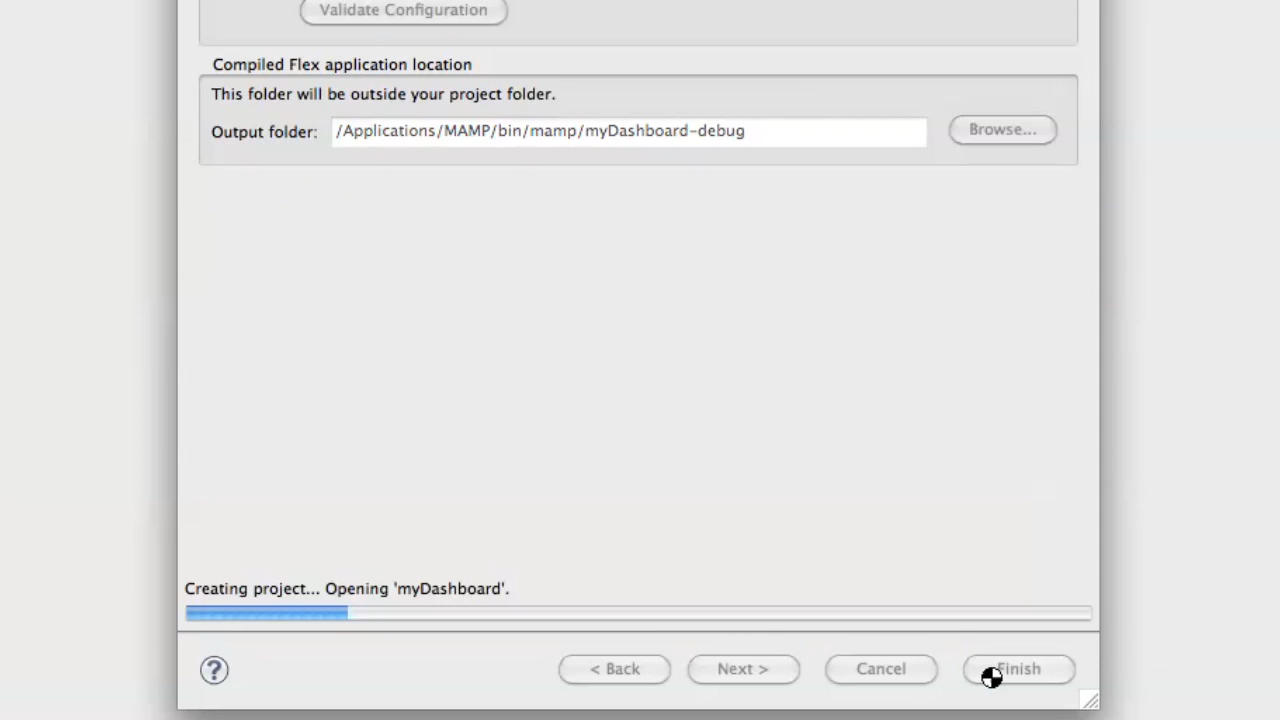 Validate Configuration
Compiled Flex application location
This folder will be outside your project folder.
Output folder: /Applications/MAMP/bin/mamp/myDashboard-debug Browse...
Creating project... Opening 'myDashboard'.
? < Back Next > Cancel Finish